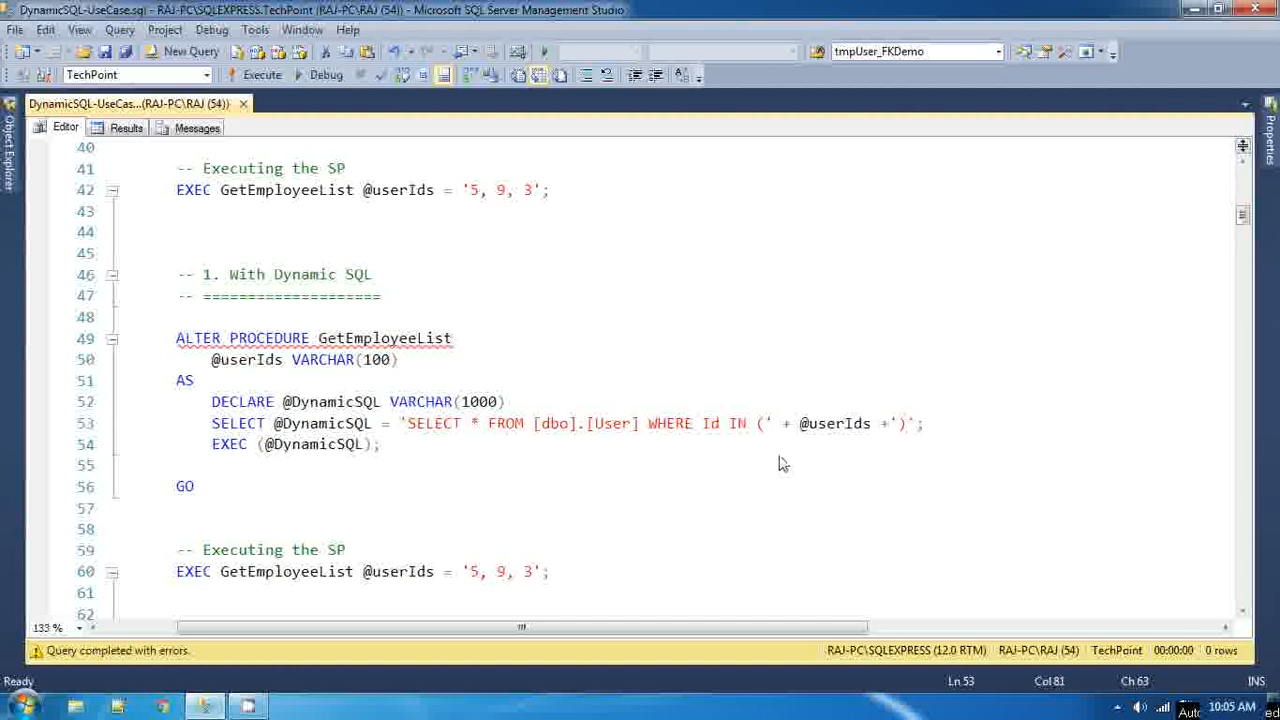 DynamicSQL-UseCase.sql - RAJ-PC\SQLEXPRESS.TechPoint (RAJ-PC\RAJ (54)) - Microsoft SQL Server Management Studio
File Edit View Query Project Debug Tools Window Help
New Query tmpUser_FKDemo
TechPoint Execute Debug
DynamicSQL-UseCas...(RAJ-PC\RAJ (54))
Editor Results Messages
Object Explorer
Properties
40
41 -- Executing the SP
42 EXEC GetEmployeeList @userIds = '5, 9, 3';
43
44
45
46 -- 1. With Dynamic SQL
47 -- =====================
48
49 ALTER PROCEDURE GetEmployeeList
50 @userIds VARCHAR(100)
51 AS
52 DECLARE @DynamicSQL VARCHAR(1000)
53 SELECT @DynamicSQL = 'SELECT * FROM [dbo].[User] WHERE Id IN (' + @userIds +')';
54 EXEC (@DynamicSQL);
55
56 GO
57
58
59 -- Executing the SP
60 EXEC GetEmployeeList @userIds = '5, 9, 3';
61
62
133 %
Query completed with errors. RAJ-PC\SQLEXPRESS (12.0 RTM) RAJ-PC\RAJ (54) TechPoint 00:00:00 0 rows
Ready Ln 53 Col 81 Ch 63 INS
10:05 AM